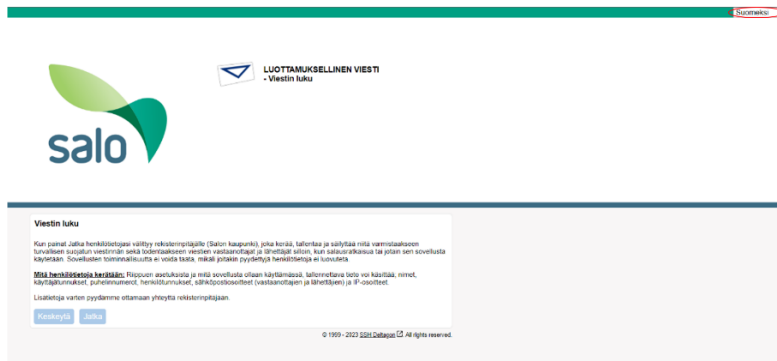 Suomeksi
LUOTTAMUKSELLINEN VIESTI
- Viestin luku
salo
Viestin luku
Kun painat Jatka henkilötietojasi välittyy rekisterinpitäjälle (Salon kaupunki), joka kerää, tallentaa ja säilyttää niitä varmistaakseen
turvallisen suojatun viestinnän sekä todentaakseen viestien vastaanottajat ja lähettäjät silloin, kun salausratkaisua tai jotain sen sovellusta
käytetään. Sovellusten toiminnallisuutta ei voida taata, mikäli joitakin pyydettyjä henkilötietoja ei luovuteta.
Mitä henkilötietoja kerätään: Riippuen asetuksista ja mitä sovellusta ollaan käyttämässä, tallennettava tieto voi käsittää, nimet,
käyttäjätunnukset, puhelinnumerot, henkilötunnukset, sähköpostiosoitteet (vastaanottajien ja lähettäjien) ja IP-osoitteet.
Lisätietoja varten pyydämme ottamaan yhteyttä rekisterinpitäjään.
Keskeytä Jatka
© 1999 - 2023 SSH Deltagon. All rights reserved.